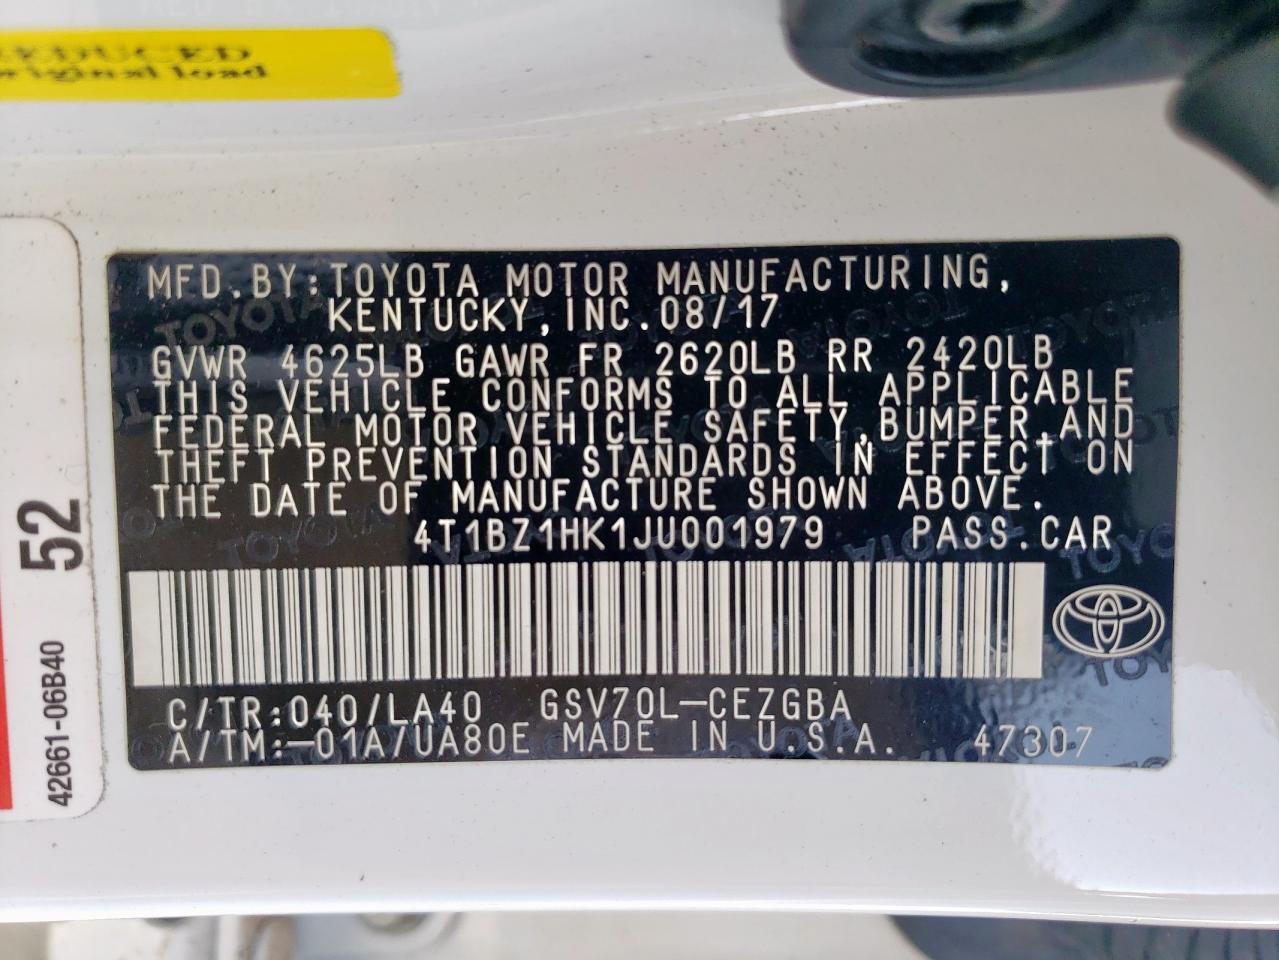 REDUCED
original load
MFD.BY:TOYOTA MOTOR MANUFACTURING,
KENTUCKY,INC.08/17
GVWR 4625LB GAWR FR 2620LB RR 2420LB
THIS VEHICLE CONFORMS TO ALL APPLICABLE
FEDERAL MOTOR VEHICLE SAFETY,BUMPER,AND
THEFT PREVENTION STANDARDS IN EFFECT ON
THE DATE OF MANUFACTURE SHOWN ABOVE.
4T1BZ1HK1JU001979 PASS.CAR
C/TR:040/LA40 GSV70L-CEZGBA
A/TM:-01A/UA80E MADE IN U.S.A. 47307
52
42661-06B40